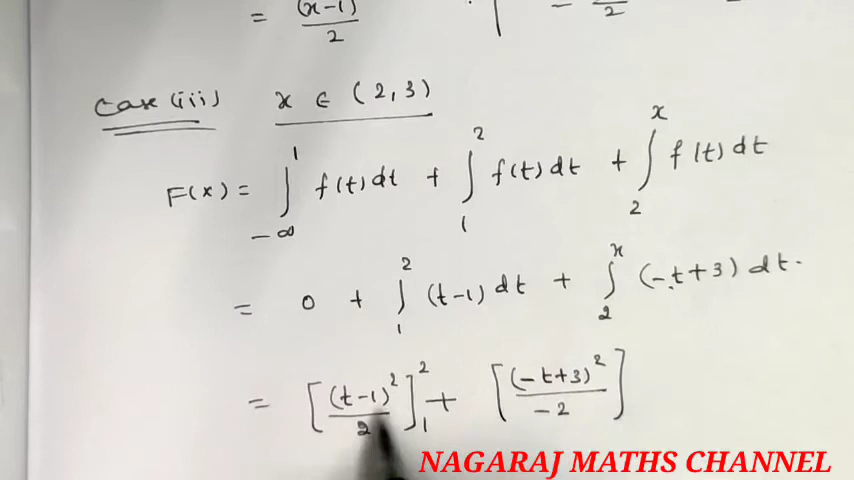 = (x-1)/2 = /2
Case (iii) x ∈ (2,3)
F(x) = ∫_{-∞}^{1} f(t) dt + ∫_{1}^{2} f(t) dt + ∫_{2}^{x} f(t) dt
= 0 + ∫_{1}^{2} (t-1) dt + ∫_{2}^{x} (-t+3) dt.
= [(t-1)^2/2]_{1}^{2} + [(-t+3)^2/-2]
NAGARAJ MATHS CHANNEL